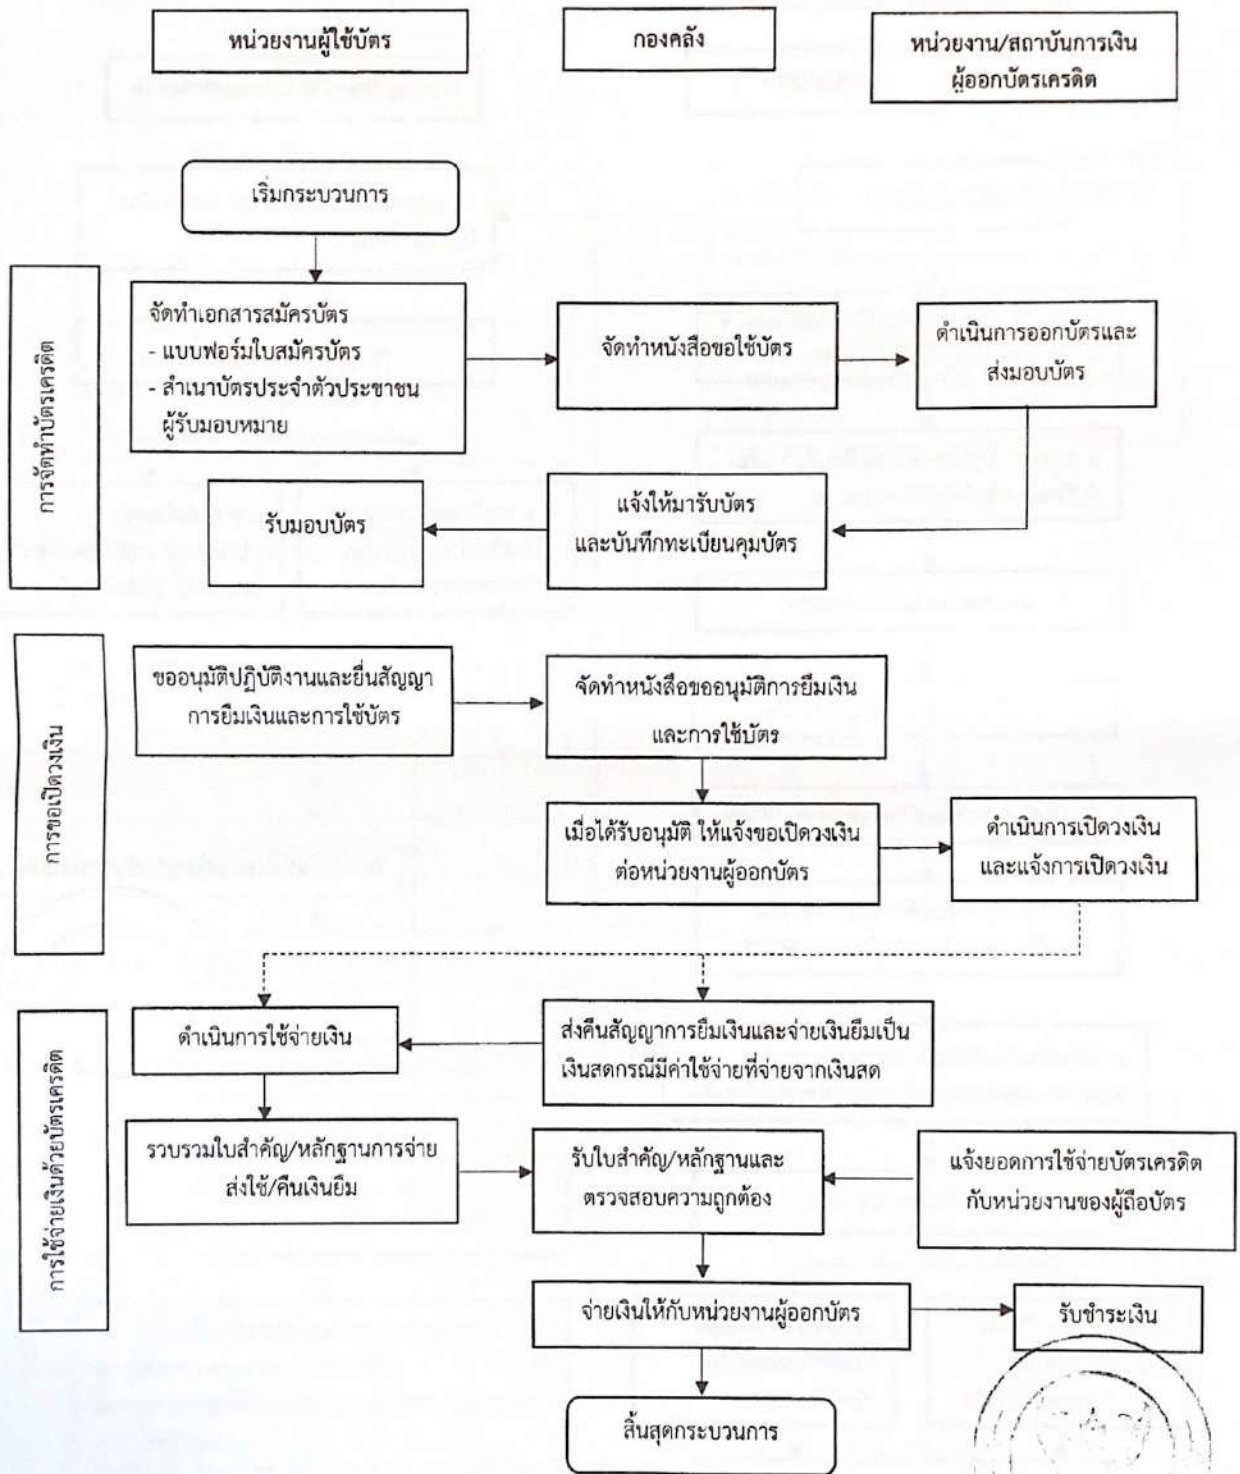 หน่วยงานผู้ใช้บัตร
กองคลัง
หน่วยงาน/สถาบันการเงิน
ผู้ออกบัตรเครดิต
เริ่มกระบวนการ
การจัดทำบัตรเครดิต
จัดทำเอกสารสมัครบัตร
- แบบฟอร์มใบสมัครบัตร
- สำเนาบัตรประจำตัวประชาชน
ผู้รับมอบหมาย
จัดทำหนังสือขอใช้บัตร
ดำเนินการออกบัตรและ
ส่งมอบบัตร
รับมอบบัตร
แจ้งให้มารับบัตร
และบันทึกทะเบียนคุมบัตร
การขอเปิดวงเงิน
ขออนุมัติปฏิบัติงานและยื่นสัญญา
การยืมเงินและการใช้บัตร
จัดทำหนังสือขออนุมัติการยืมเงิน
และการใช้บัตร
เมื่อได้รับอนุมัติ ให้แจ้งขอเปิดวงเงิน
ต่อหน่วยงานผู้ออกบัตร
ดำเนินการเปิดวงเงิน
และแจ้งการเปิดวงเงิน
การใช้จ่ายเงินด้วยบัตรเครดิต
ดำเนินการใช้จ่ายเงิน
ส่งคืนสัญญาการยืมเงินและจ่ายเงินยืมเป็น
เงินสดกรณีมีค่าใช้จ่ายที่จ่ายจากเงินสด
รวบรวมใบสำคัญ/หลักฐานการจ่าย
ส่งใช้/คืนเงินยืม
รับใบสำคัญ/หลักฐานและ
ตรวจสอบความถูกต้อง
แจ้งยอดการใช้จ่ายบัตรเครดิต
กับหน่วยงานของผู้ถือบัตร
จ่ายเงินให้กับหน่วยงานผู้ออกบัตร
รับชำระเงิน
สิ้นสุดกระบวนการ